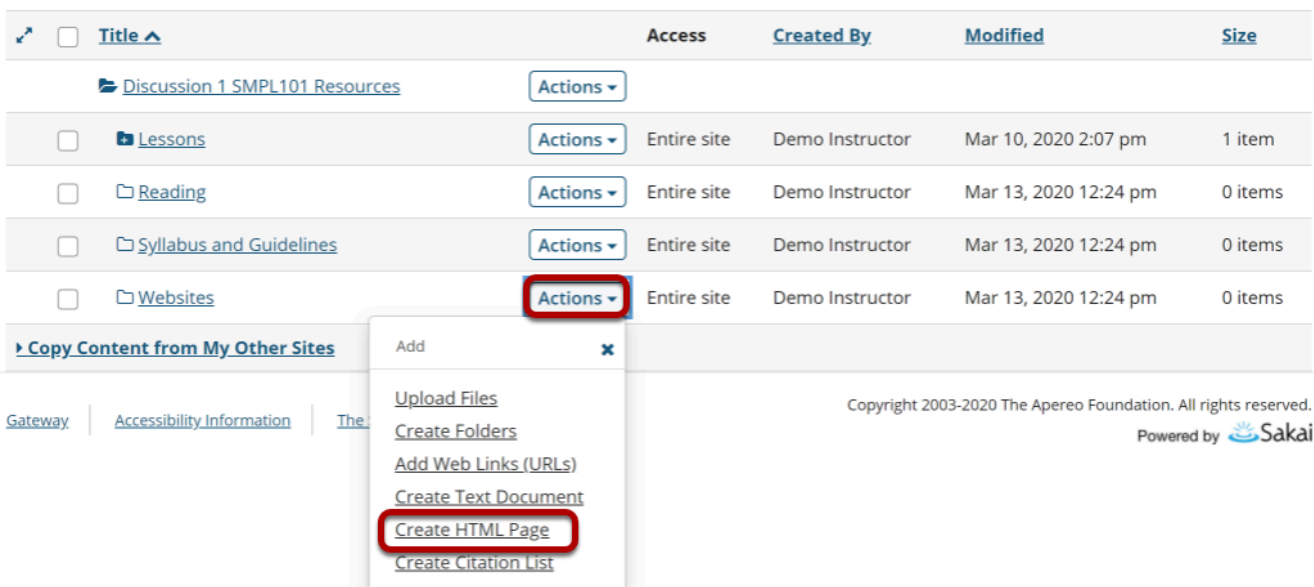 Title Access Created By Modified Size
Discussion 1 SMPL101 Resources Actions
Lessons Actions Entire site Demo Instructor Mar 10, 2020 2:07 pm 1 item
Reading Actions Entire site Demo Instructor Mar 13, 2020 12:24 pm 0 items
Syllabus and Guidelines Actions Entire site Demo Instructor Mar 13, 2020 12:24 pm 0 items
Websites Actions Entire site Demo Instructor Mar 13, 2020 12:24 pm 0 items
Copy Content from My Other Sites
Add
Upload Files
Create Folders
Add Web Links (URLs)
Create Text Document
Create HTML Page
Create Citation List
Gateway Accessibility Information The
Copyright 2003-2020 The Apereo Foundation. All rights reserved.
Powered by Sakai